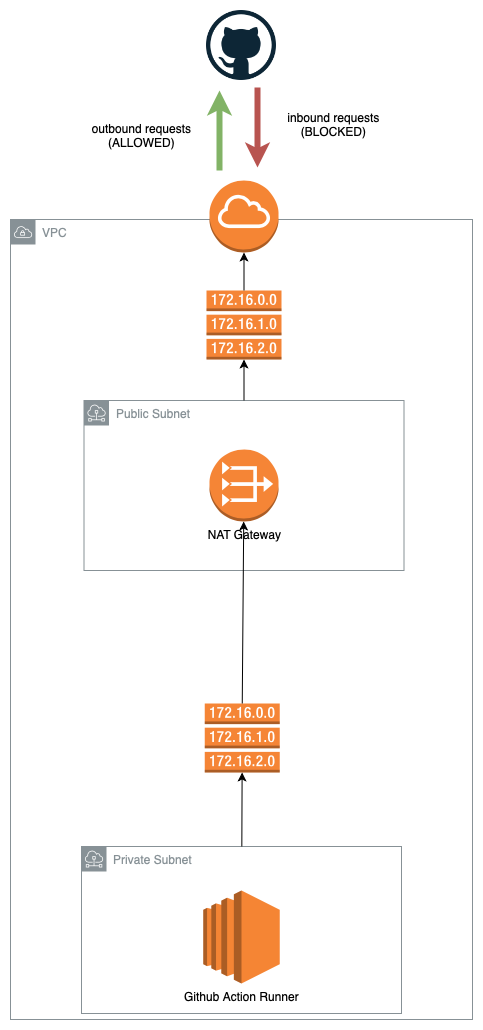 outbound requests
(ALLOWED)
inbound requests
(BLOCKED)
VPC
172.16.0.0
172.16.1.0
172.16.2.0
Public Subnet
NAT Gateway
172.16.0.0
172.16.1.0
172.16.2.0
Private Subnet
Github Action Runner